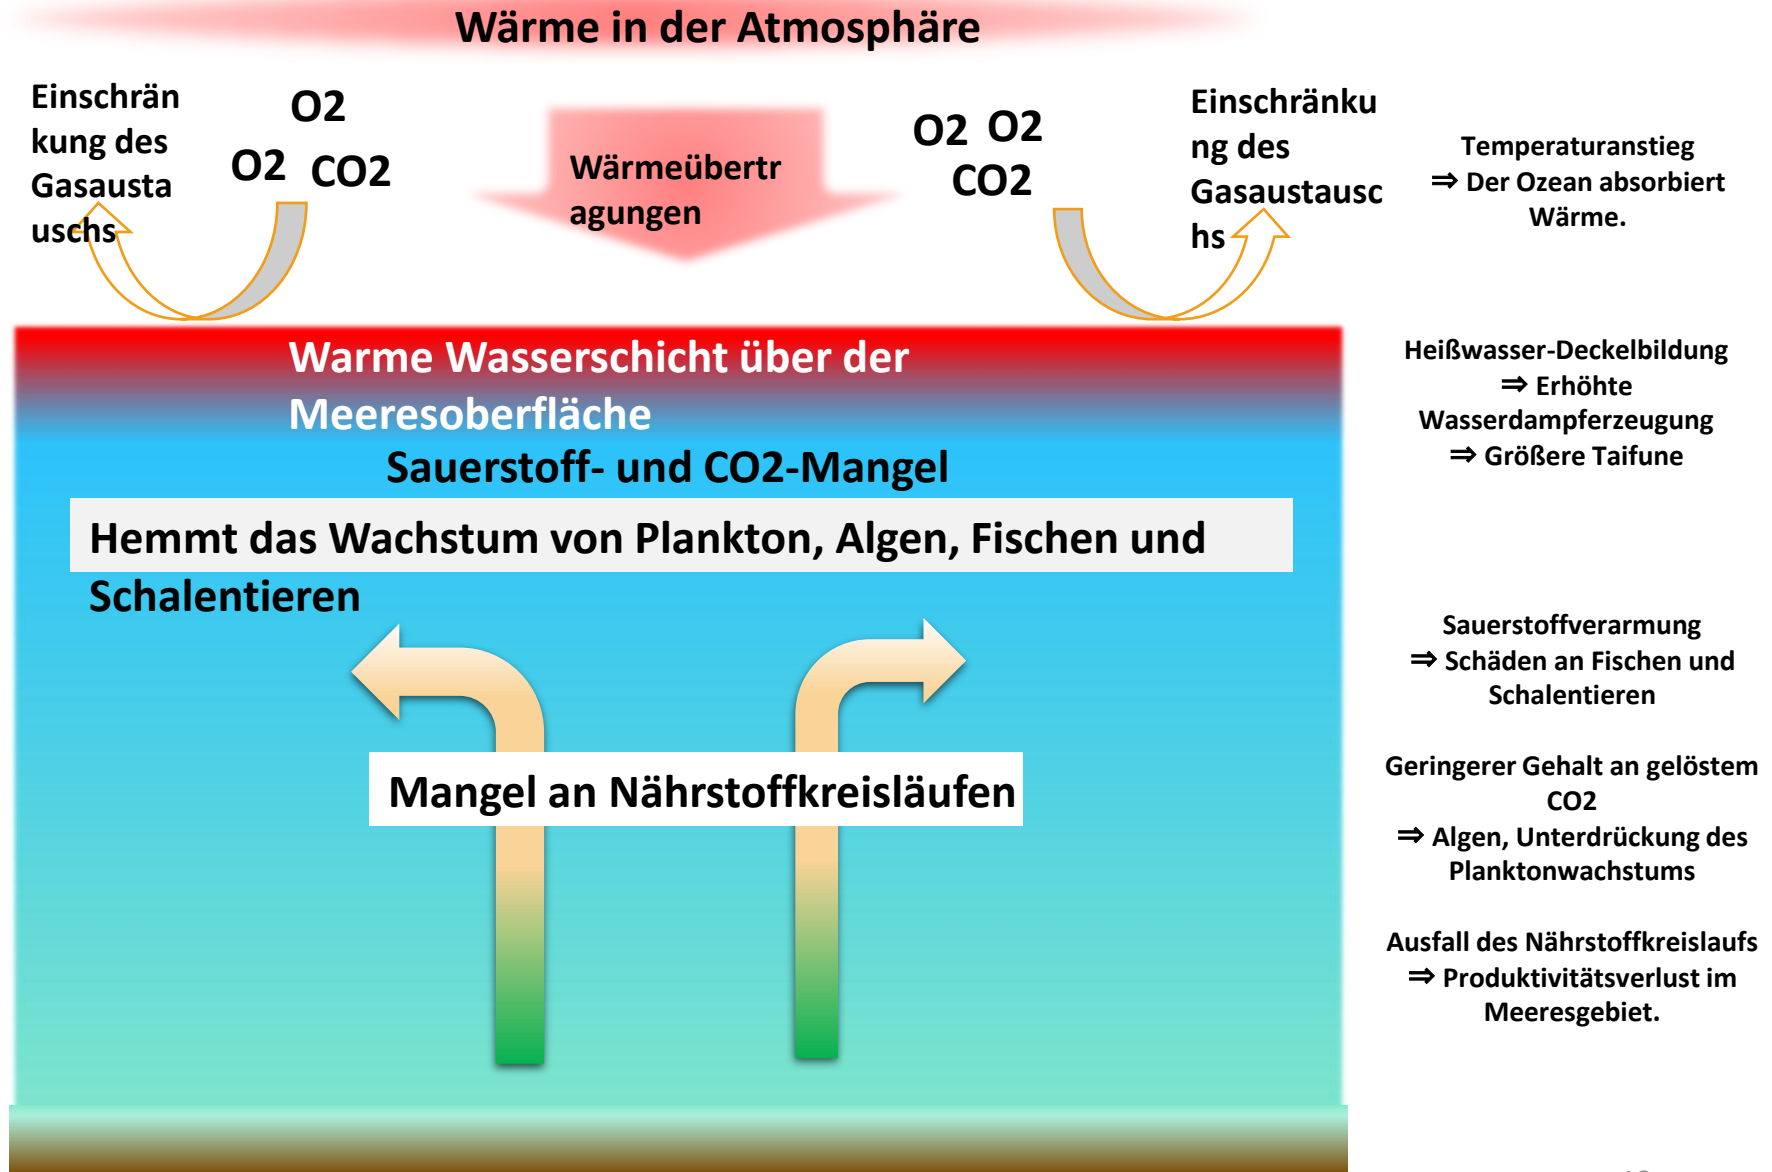 Wärme in der Atmosphäre
Einschrän
kung des
Gasausta
uschs
O2
O2 CO2
Wärmeübertr
agungen
O2 O2
CO2
Einschränku
ng des
Gasaustausc
hs
Temperaturanstieg
⇒ Der Ozean absorbiert
Wärme.
Warme Wasserschicht über der
Meeresoberfläche
Heißwasser-Deckelbildung
⇒ Erhöhte
Wasserdampferzeugung
⇒ Größere Taifune
Sauerstoff- und CO2-Mangel
Hemmt das Wachstum von Plankton, Algen, Fischen und
Schalentieren
Sauerstoffverarmung
⇒ Schäden an Fischen und
Schalentieren
Mangel an Nährstoffkreisläufen
Geringerer Gehalt an gelöstem
CO2
⇒ Algen, Unterdrückung des
Planktonwachstums
Ausfall des Nährstoffkreislaufs
⇒ Produktivitätsverlust im
Meeresgebiet.